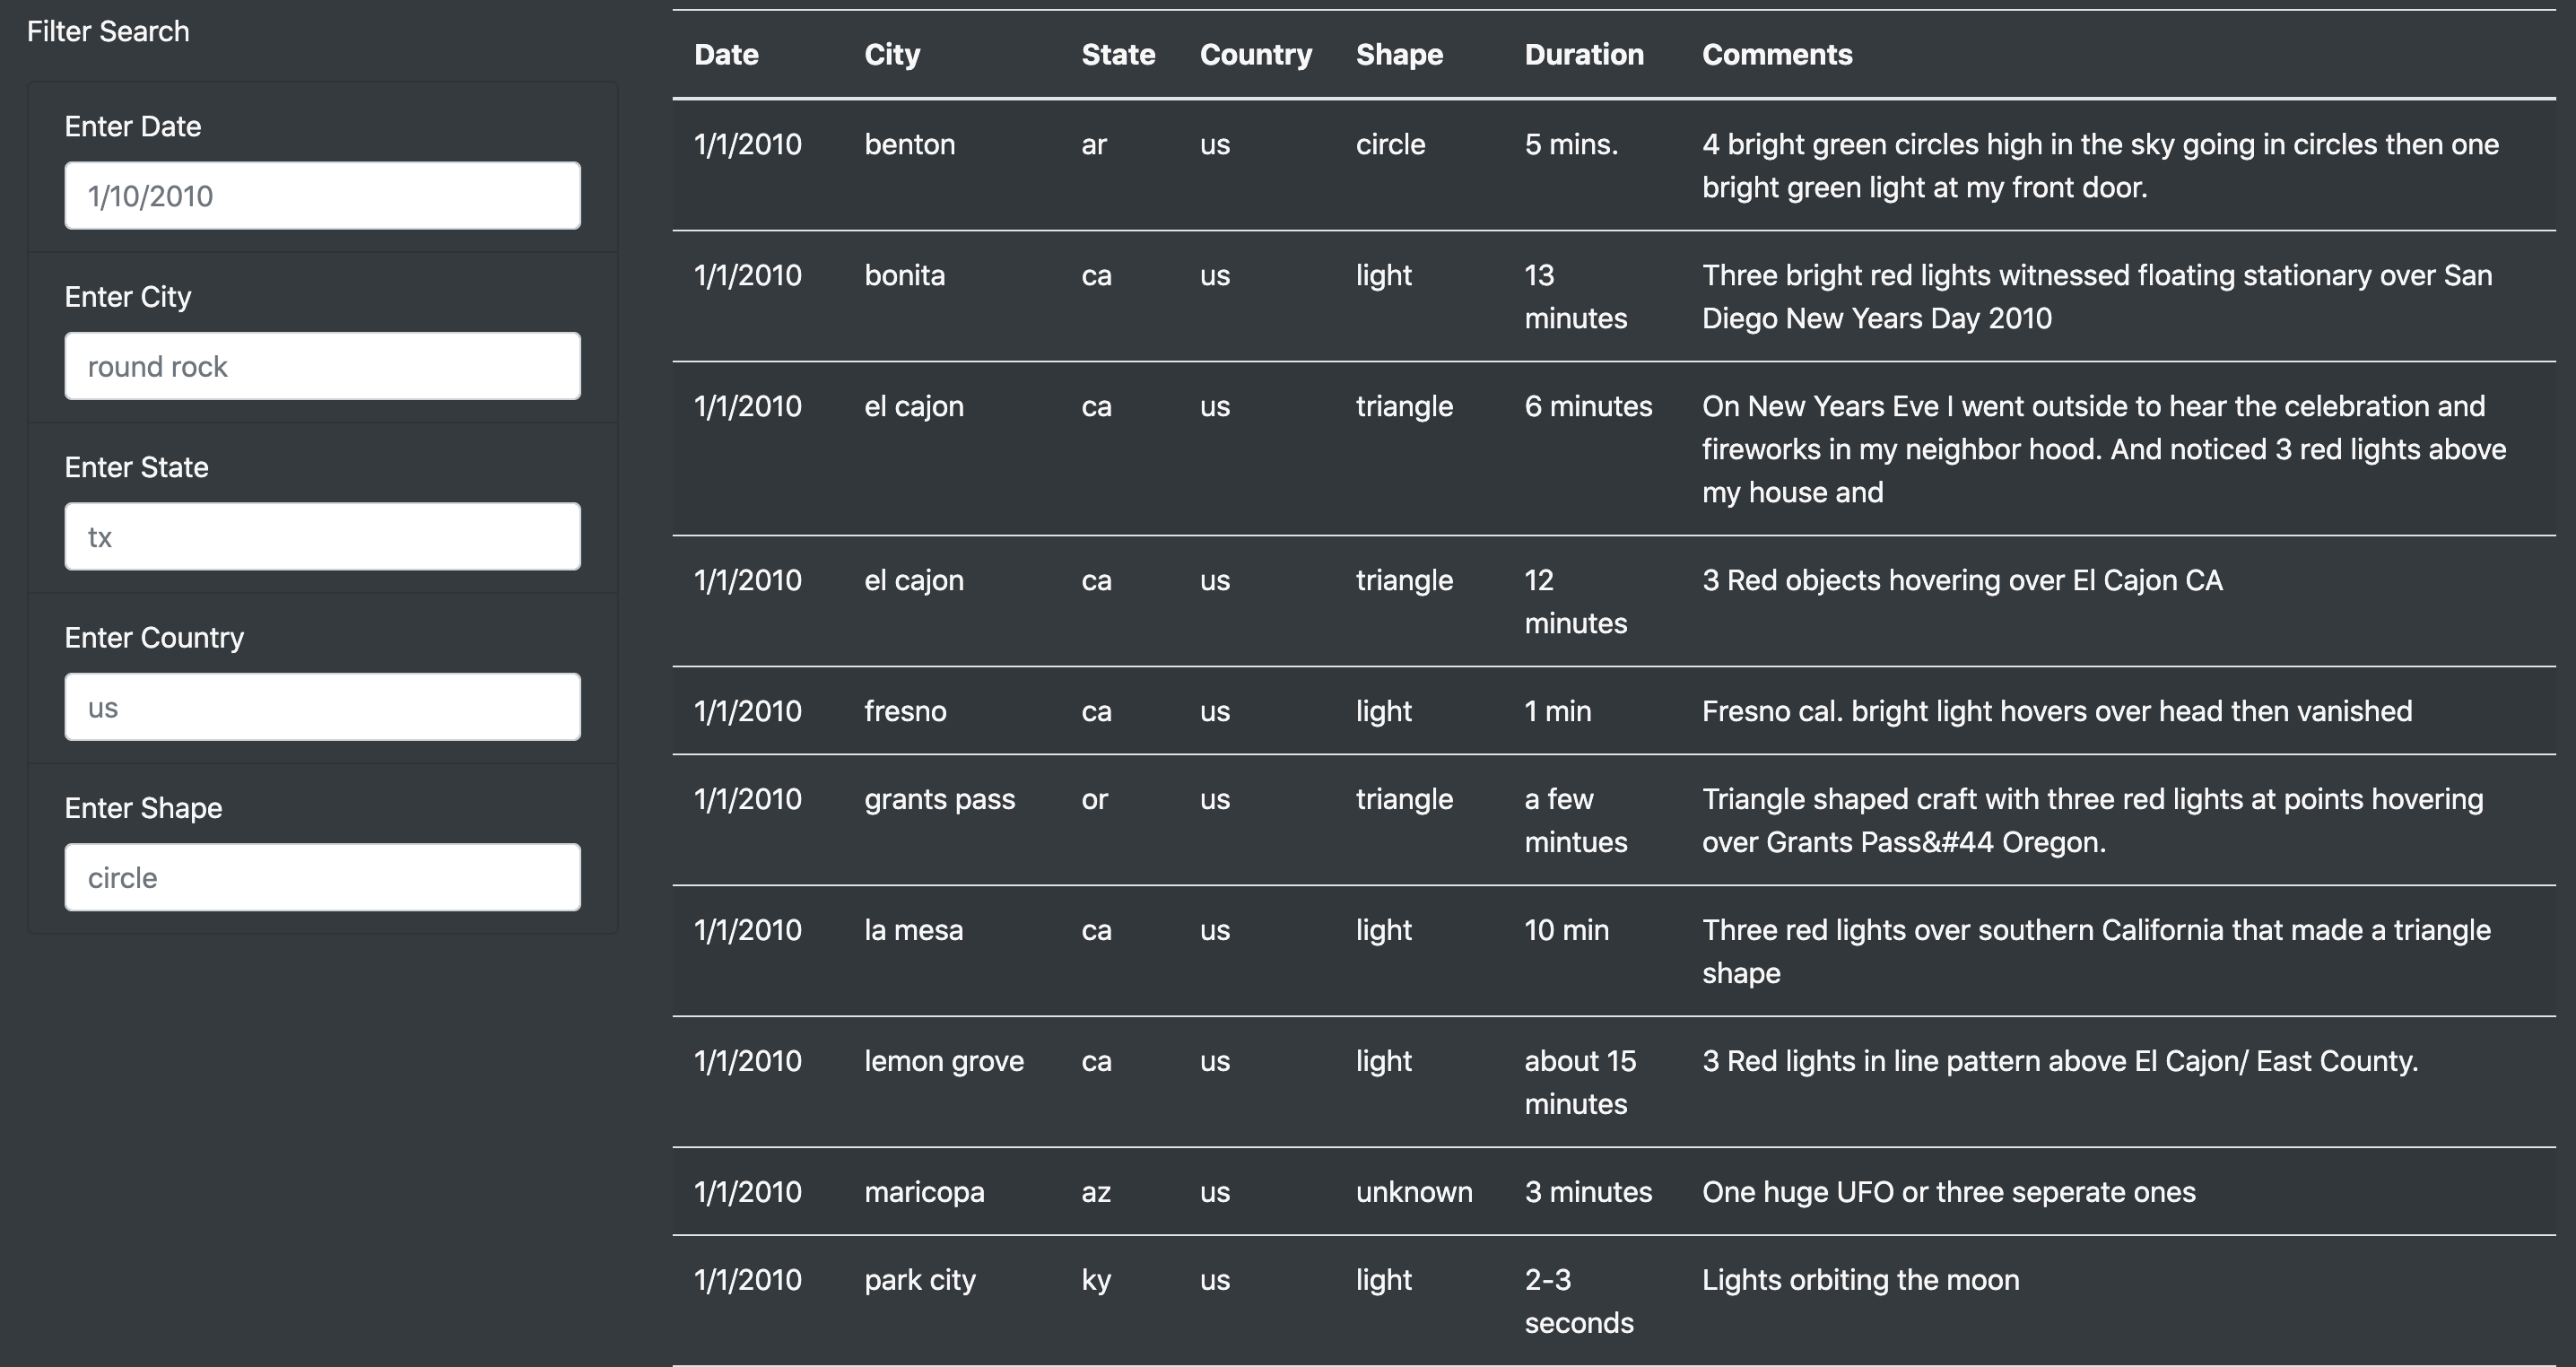 Filter Search
Enter Date
1/10/2010
Enter City
round rock
Enter State
tx
Enter Country
us
Enter Shape
circle
Date City State Country Shape Duration Comments
1/1/2010 benton ar us circle 5 mins. 4 bright green circles high in the sky going in circles then one
bright green light at my front door.
1/1/2010 bonita ca us light 13 Three bright red lights witnessed floating stationary over San
minutes Diego New Years Day 2010
1/1/2010 el cajon ca us triangle 6 minutes On New Years Eve I went outside to hear the celebration and
fireworks in my neighbor hood. And noticed 3 red lights above
my house and
1/1/2010 el cajon ca us triangle 12 3 Red objects hovering over El Cajon CA
minutes
1/1/2010 fresno ca us light 1 min Fresno cal. bright light hovers over head then vanished
1/1/2010 grants pass or us triangle a few Triangle shaped craft with three red lights at points hovering
mintues over Grants Pass&#44 Oregon.
1/1/2010 la mesa ca us light 10 min Three red lights over southern California that made a triangle
shape
1/1/2010 lemon grove ca us light about 15 3 Red lights in line pattern above El Cajon/ East County.
minutes
1/1/2010 maricopa az us unknown 3 minutes One huge UFO or three seperate ones
1/1/2010 park city ky us light 2-3 Lights orbiting the moon
seconds